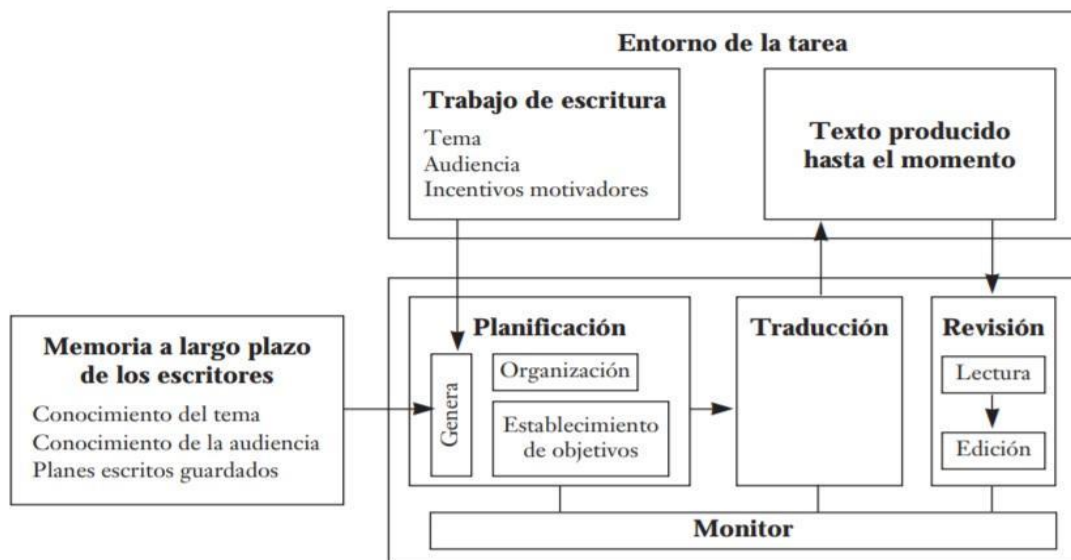 Entorno de la tarea
Trabajo de escritura
Tema
Audiencia
Incentivos motivadores
Texto producido
hasta el momento
Memoria a largo plazo
de los escritores
Conocimiento del tema
Conocimiento de la audiencia
Planes escritos guardados
Planificación
Genera
Organización
Establecimiento
de objetivos
Traducción
Revisión
Lectura
Edición
Monitor